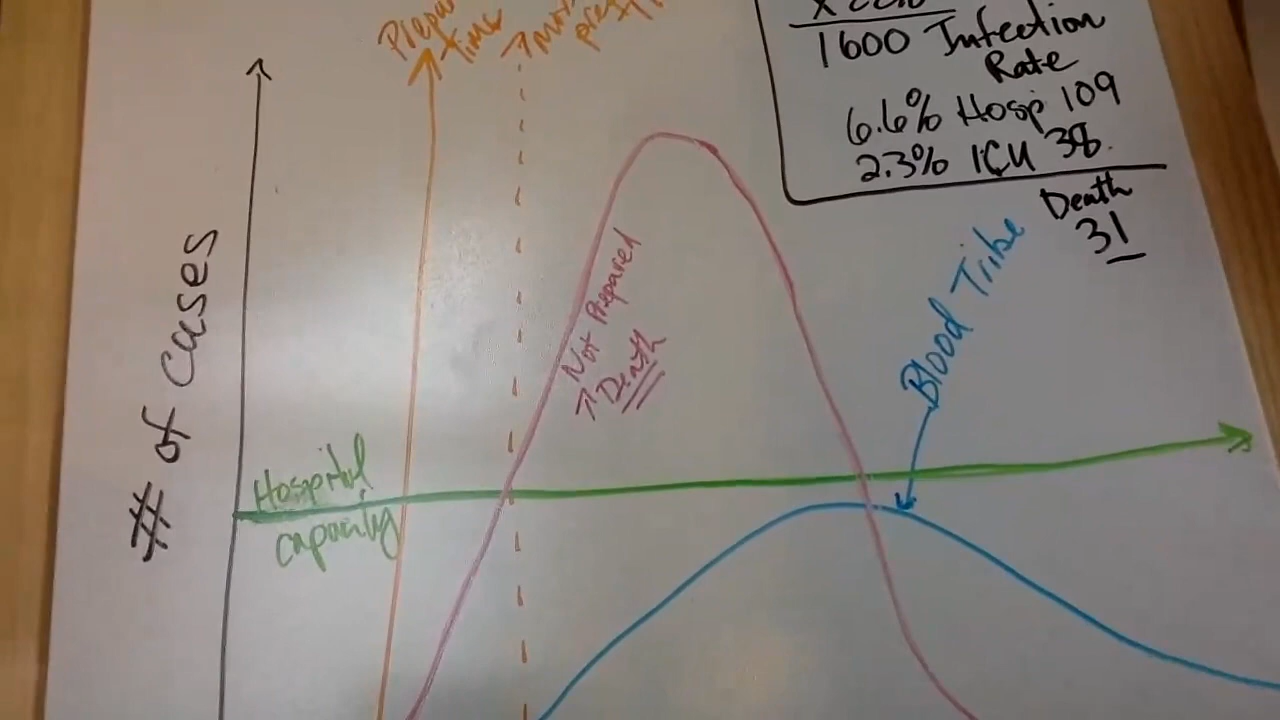 Time
1600 Infection
Rate
6.6% Hosp 109
2.3% ICU 38
Death
31
Blood Tribe
# of cases
Not Prepared
↑ Death
Hospital
capacity